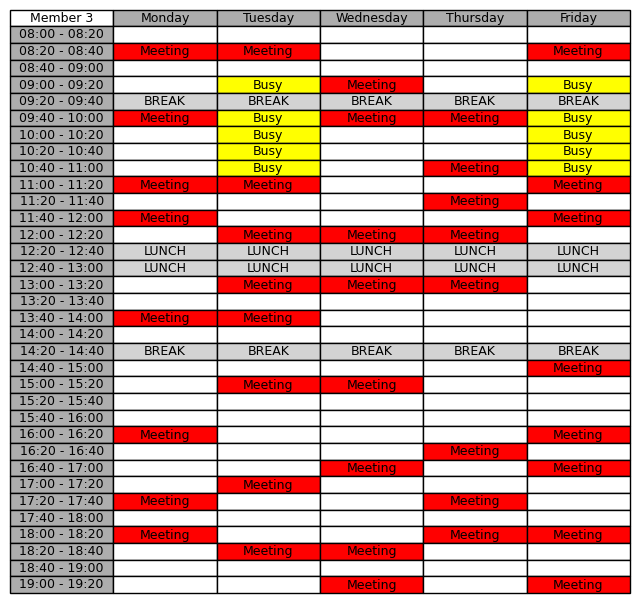 Member 3 Monday Tuesday Wednesday Thursday Friday
08:00 - 08:20
08:20 - 08:40 Meeting Meeting Meeting
08:40 - 09:00
09:00 - 09:20 Busy Meeting Busy
09:20 - 09:40 BREAK BREAK BREAK BREAK BREAK
09:40 - 10:00 Meeting Busy Meeting Meeting Busy
10:00 - 10:20 Busy Busy
10:20 - 10:40 Busy Busy
10:40 - 11:00 Busy Meeting Busy
11:00 - 11:20 Meeting Meeting Meeting
11:20 - 11:40 Meeting
11:40 - 12:00 Meeting Meeting
12:00 - 12:20 Meeting Meeting Meeting
12:20 - 12:40 LUNCH LUNCH LUNCH LUNCH LUNCH
12:40 - 13:00 LUNCH LUNCH LUNCH LUNCH LUNCH
13:00 - 13:20 Meeting Meeting Meeting
13:20 - 13:40
13:40 - 14:00 Meeting Meeting
14:00 - 14:20
14:20 - 14:40 BREAK BREAK BREAK BREAK BREAK
14:40 - 15:00 Meeting
15:00 - 15:20 Meeting Meeting
15:20 - 15:40
15:40 - 16:00
16:00 - 16:20 Meeting Meeting
16:20 - 16:40 Meeting
16:40 - 17:00 Meeting Meeting
17:00 - 17:20 Meeting
17:20 - 17:40 Meeting Meeting
17:40 - 18:00
18:00 - 18:20 Meeting Meeting Meeting
18:20 - 18:40 Meeting Meeting
18:40 - 19:00
19:00 - 19:20 Meeting Meeting